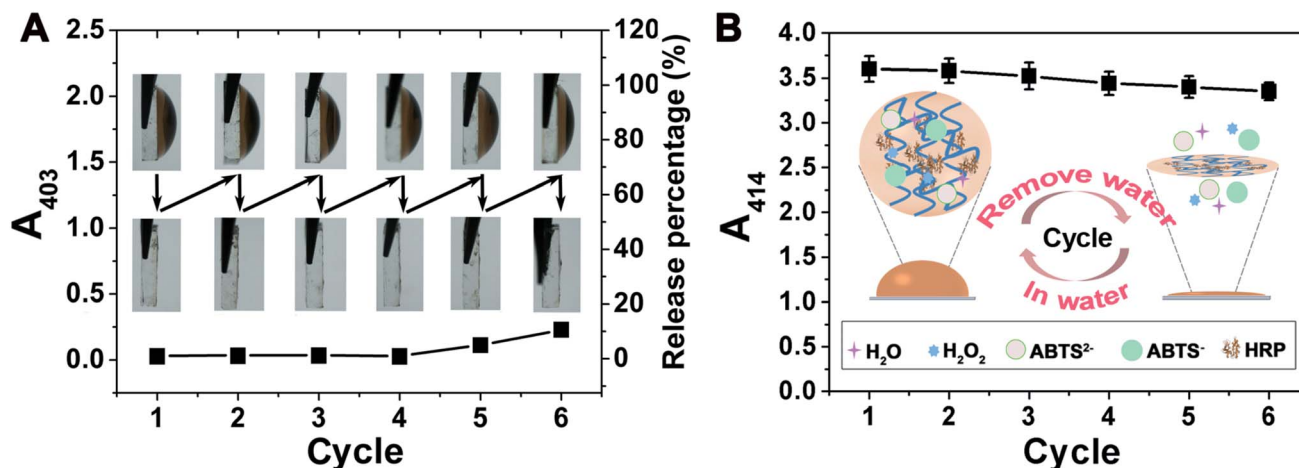 A
2.5
2.0
1.5
1.0
0.5
0.0
A403
120
100
80
60
40
20
0
Release percentage (%)
1 2 3 4 5 6
Cycle
B
4.0
3.5
3.0
2.5
2.0
1.5
1.0
0.5
0.0
A414
Remove water
Cycle
In water
H2O H2O2 ABTS2- ABTS- HRP
1 2 3 4 5 6
Cycle